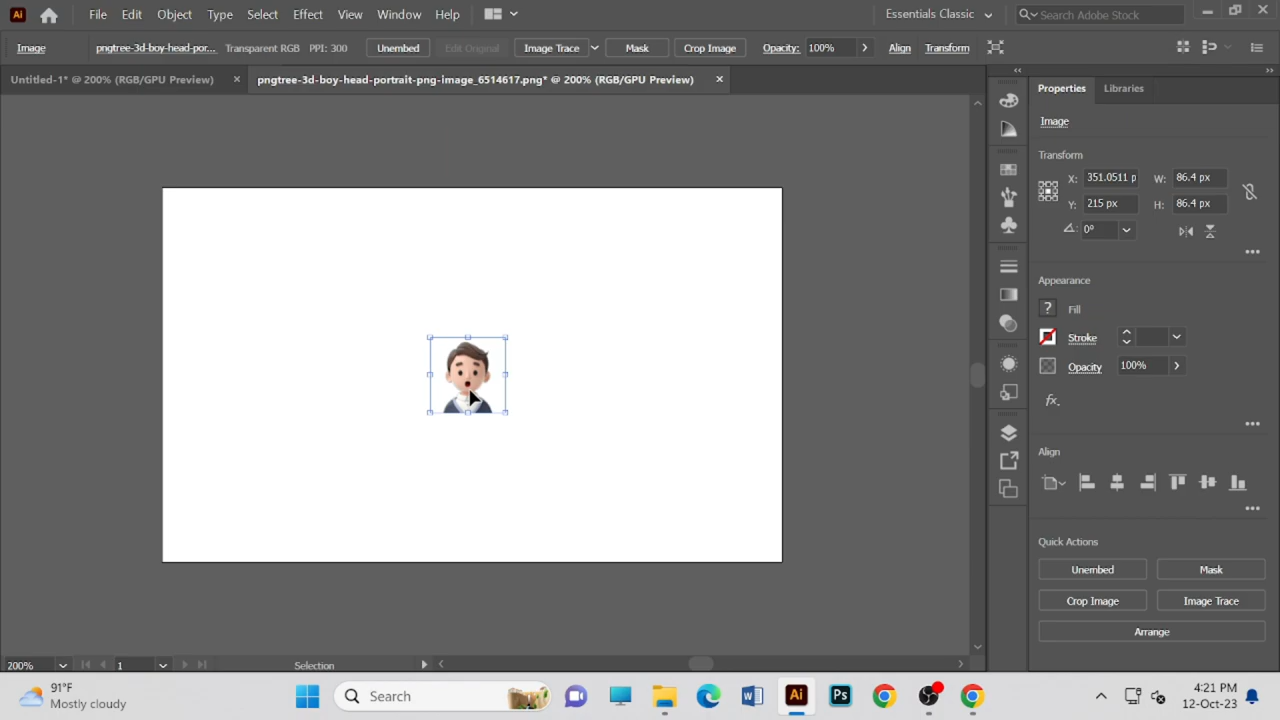 Ai File Edit Object Type Select Effect View Window Help Essentials Classic Search Adobe Stock
Image pngtree-3d-boy-head-por... Transparent RGB PPI: 300 Unembed Edit Original Image Trace Mask Crop Image Opacity: 100% Align Transform
Untitled-1* @ 200% (RGB/GPU Preview) × pngtree-3d-boy-head-portrait-png-image_6514617.png* @ 200% (RGB/GPU Preview) ×
Properties Libraries
Image
Transform
X: 351.0511 p W: 86.4 px
Y: 215 px H: 86.4 px
0°
Appearance
? Fill
Stroke
Opacity 100%
fx.
Align
Quick Actions
Unembed Mask
Crop Image Image Trace
Arrange
200% 1 Selection
91°F
Mostly cloudy
Search
W Ai Ps
4:21 PM
12-Oct-23